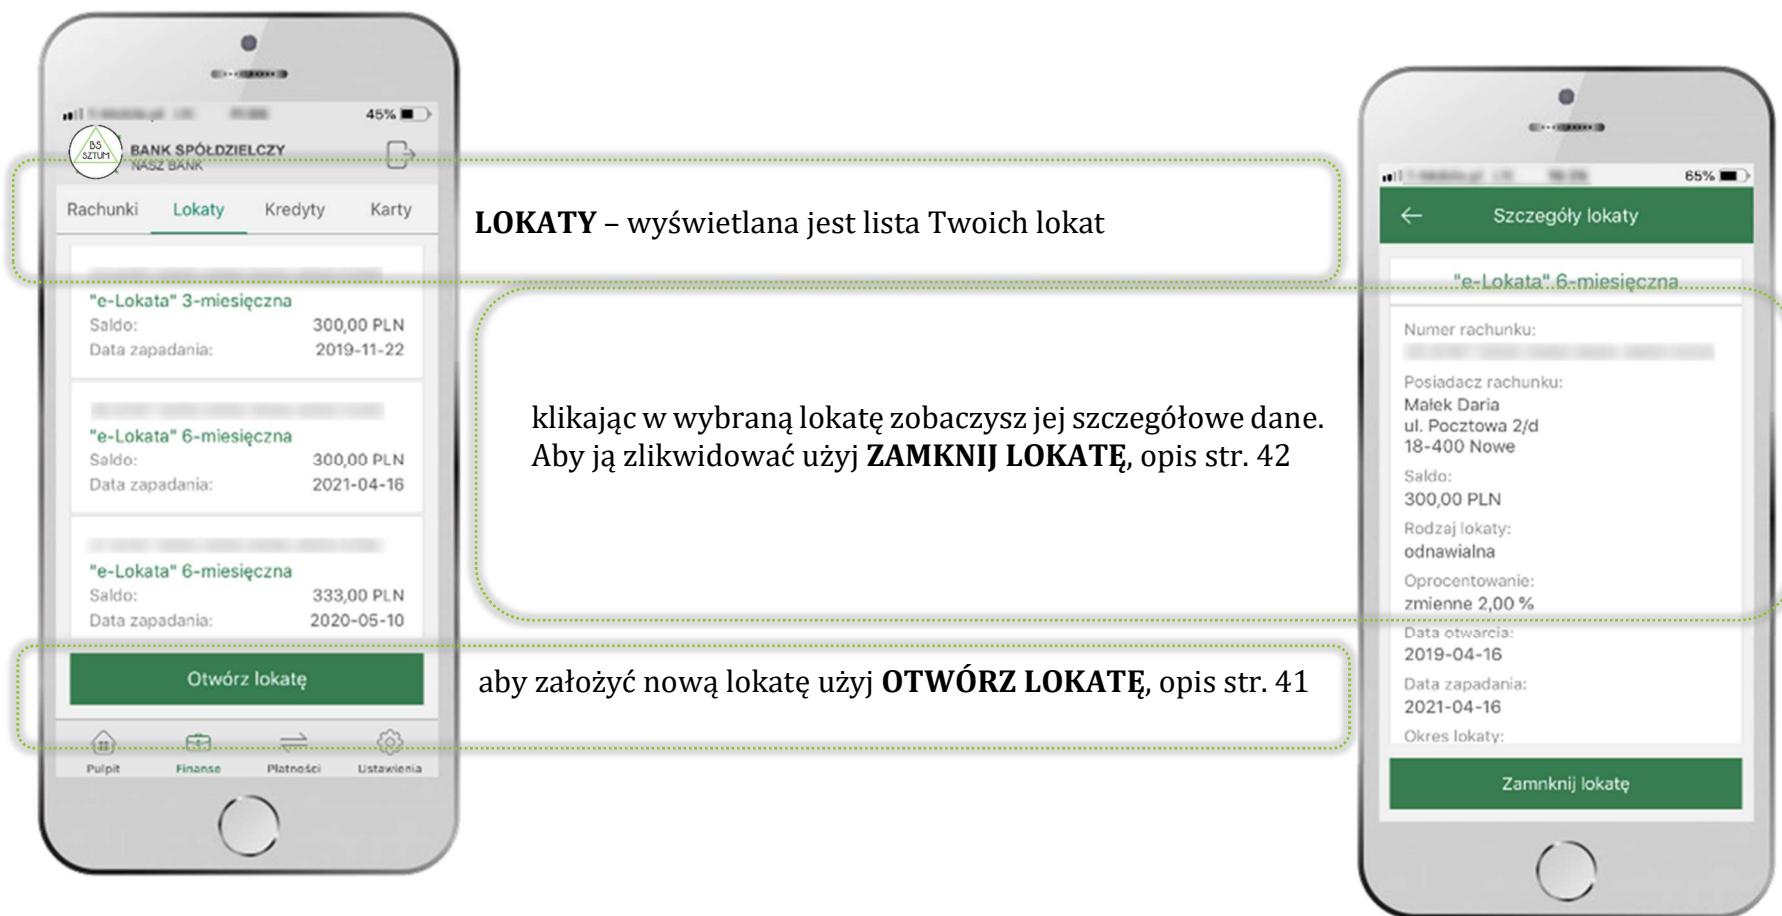 45%
BS
SZTUM
BANK SPÓŁDZIELCZY
NASZ BANK
Rachunki Lokaty Kredyty Karty
"e-Lokata" 3-miesięczna
Saldo: 300,00 PLN
Data zapadania: 2019-11-22
"e-Lokata" 6-miesięczna
Saldo: 300,00 PLN
Data zapadania: 2021-04-16
"e-Lokata" 6-miesięczna
Saldo: 333,00 PLN
Data zapadania: 2020-05-10
Otwórz lokatę
Pulpit Finanse Płatności Ustawienia
LOKATY – wyświetlana jest lista Twoich lokat
klikając w wybraną lokatę zobaczysz jej szczegółowe dane.
Aby ją zlikwidować użyj ZAMKNIJ LOKATĘ, opis str. 42
aby założyć nową lokatę użyj OTWÓRZ LOKATĘ, opis str. 41
65%
Szczegóły lokaty
"e-Lokata" 6-miesięczna
Numer rachunku:
Posiadacz rachunku:
Małek Daria
ul. Pocztowa 2/d
18-400 Nowe
Saldo:
300,00 PLN
Rodzaj lokaty:
odnawialna
Oprocentowanie:
zmienne 2,00 %
Data otwarcia:
2019-04-16
Data zapadania:
2021-04-16
Okres lokaty:
Zamnknij lokatę